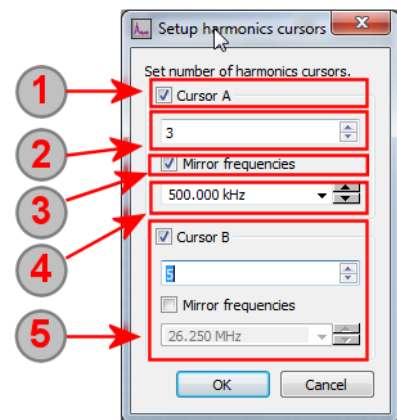 Setup harmonics cursors
Set number of harmonics cursors.
1
Cursor A
2
3
3
Mirror frequencies
4
500.000 kHz
Cursor B
5
Mirror frequencies
5
26.250 MHz
OK
Cancel